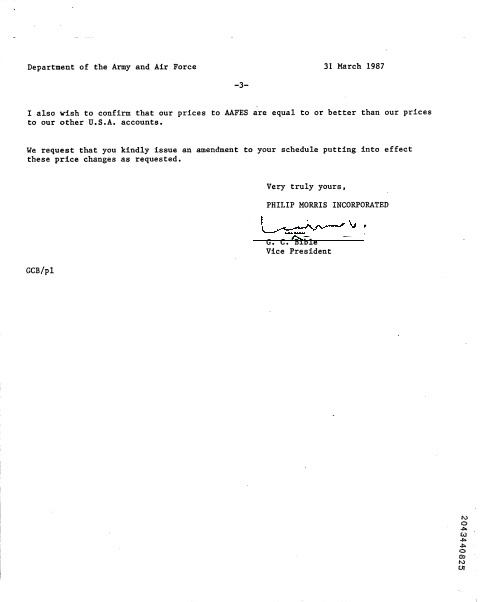 Department of the Army and Air Force 31 March 1987
-3-
I also wish to confirm that our prices to AAFES are equal to or better than our prices
to our other U.S.A. accounts.
We request that you kindly issue an amendment to your schedule putting into effect
these price changes as requested.
Very truly yours,
PHILIP MORRIS INCORPORATED
G. C. Bible
Vice President
GCB/pl
2043440825